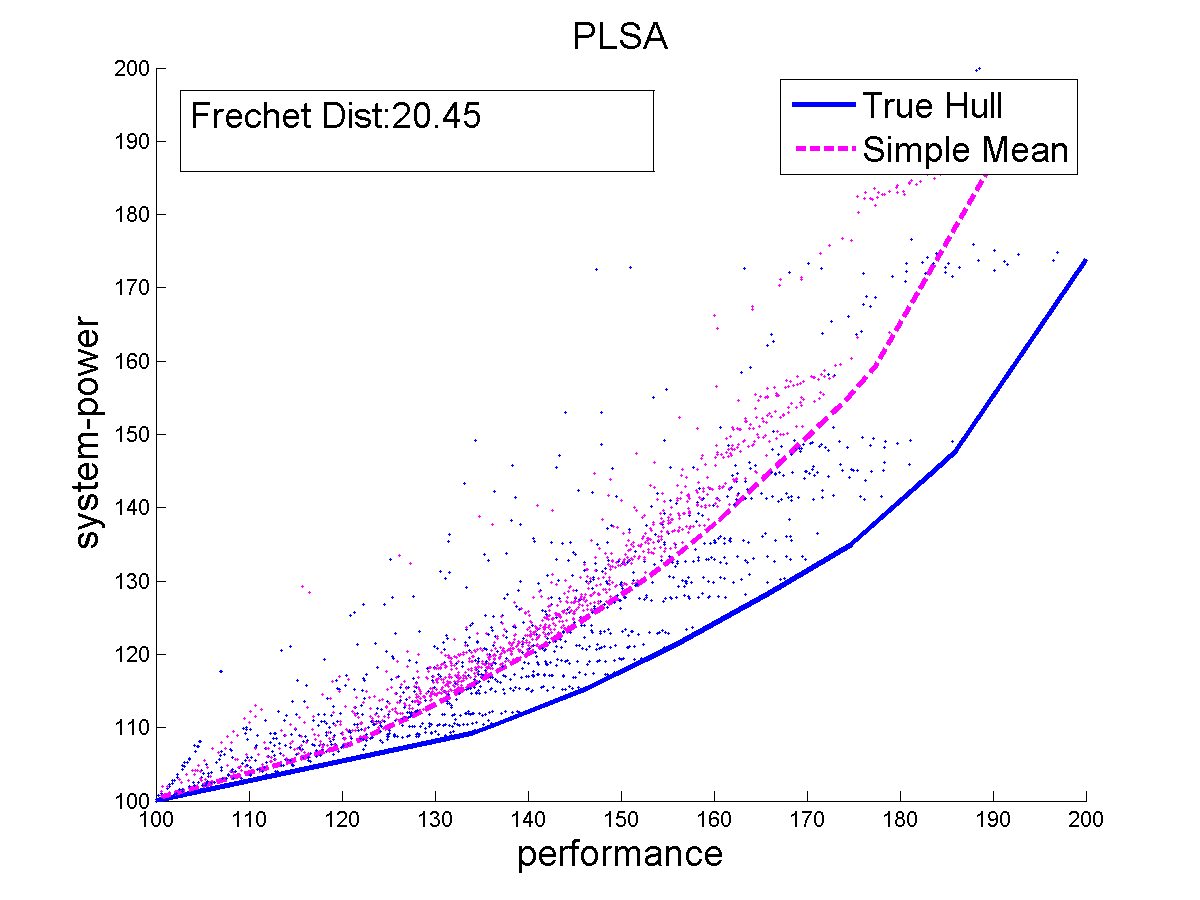 PLSA
Frechet Dist:20.45
True Hull
Simple Mean
system-power
200
190
180
170
160
150
140
130
120
110
100
100 110 120 130 140 150 160 170 180 190 200
performance